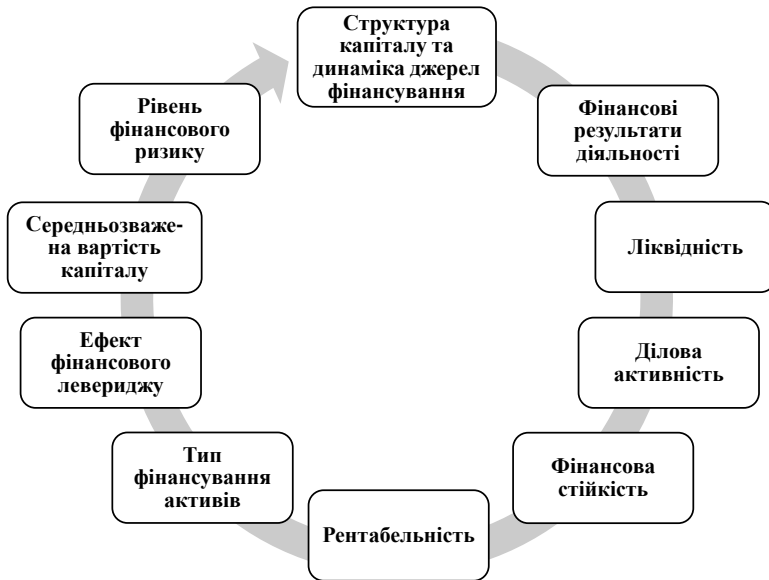 Структура
капіталу та
динаміка джерел
фінансування
Фінансові
результати
діяльності
Ліквідність
Ділова
активність
Фінансова
стійкість
Рентабельність
Тип
фінансування
активів
Ефект
фінансового
левериджу
Середньозваже-
на вартість
капіталу
Рівень
фінансового
ризику